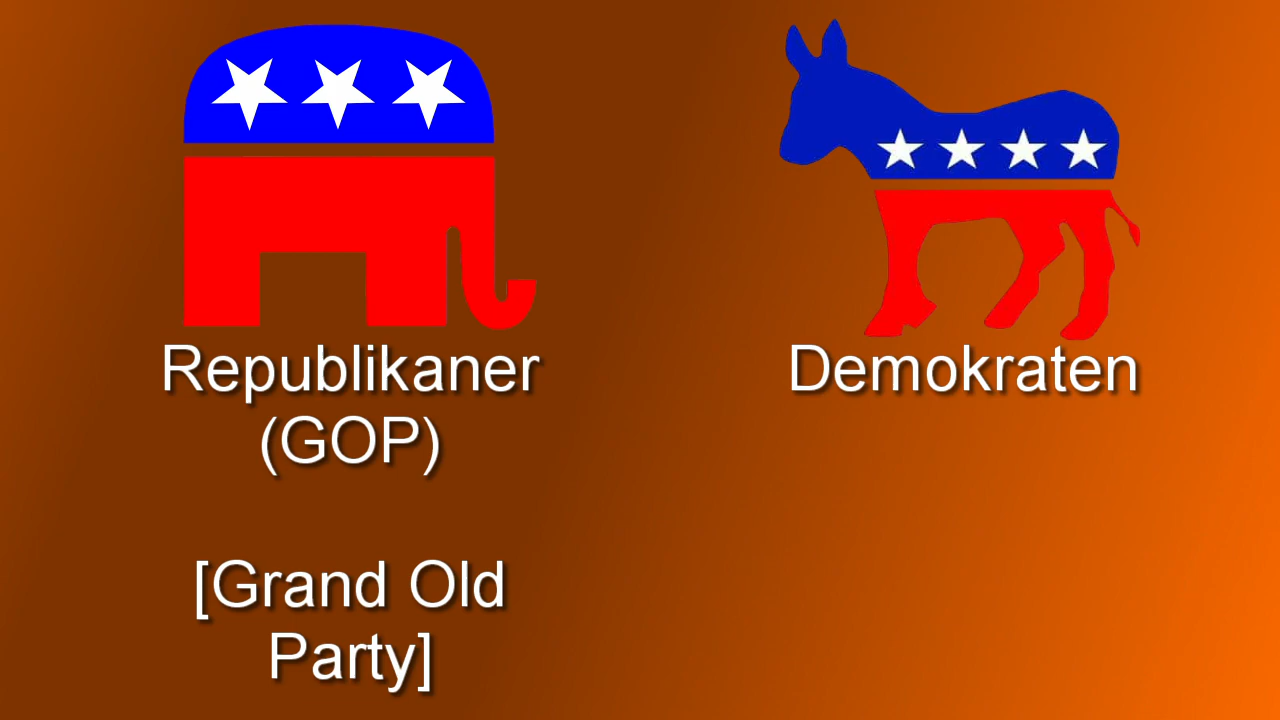 Republikaner
(GOP)
[Grand Old
Party]
Demokraten